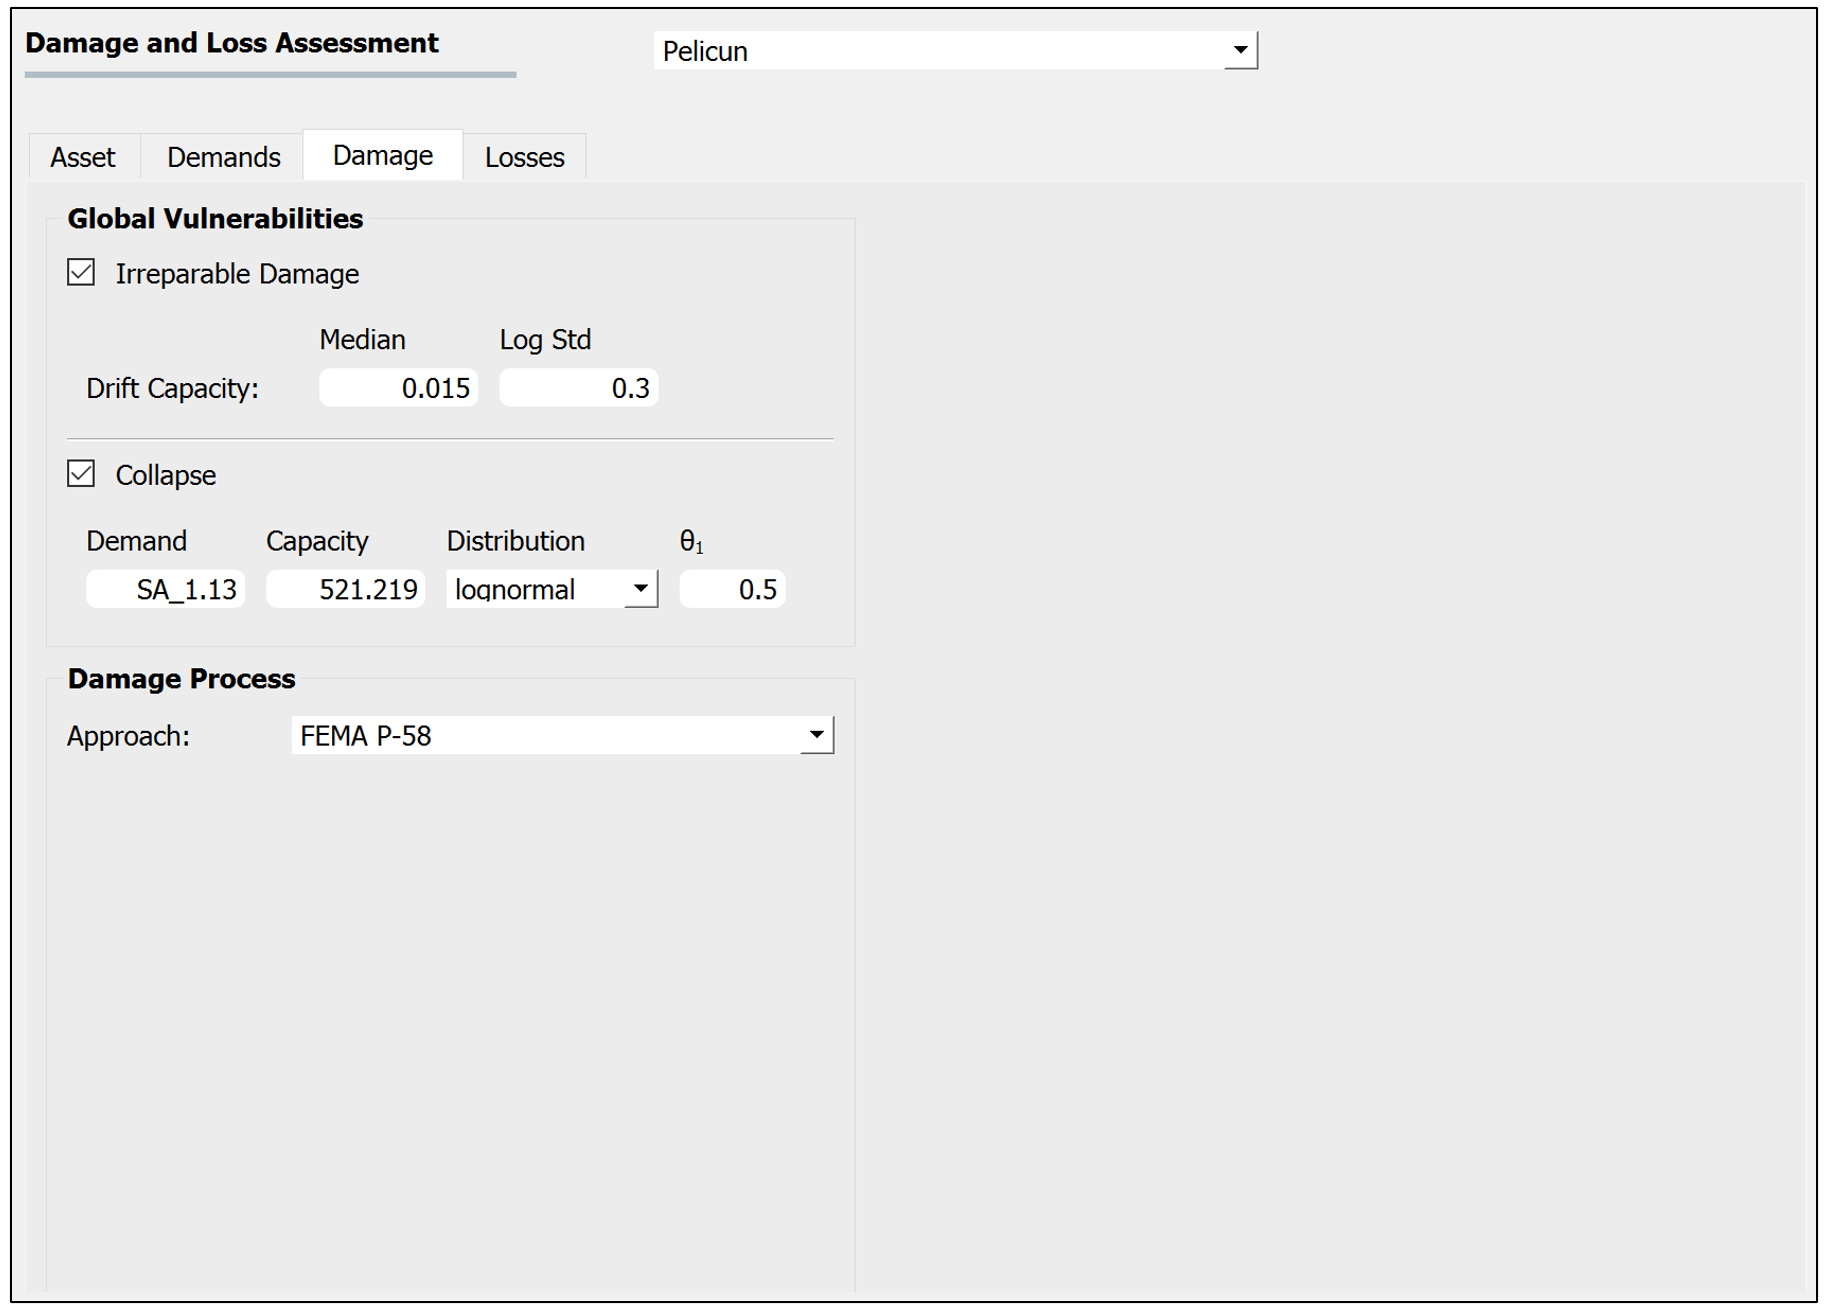 Damage and Loss Assessment
Pelicun
Asset Demands Damage Losses
Global Vulnerabilities
Irreparable Damage
Median Log Std
Drift Capacity: 0.015 0.3
Collapse
Demand Capacity Distribution θ₁
SA_1.13 521.219 lognormal 0.5
Damage Process
Approach: FEMA P-58